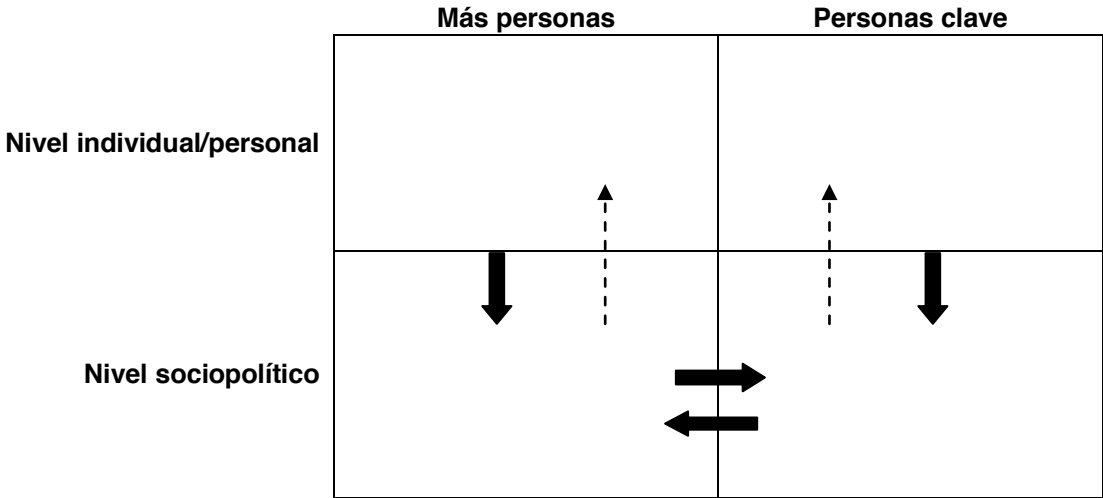 Más personas
Personas clave
Nivel individual/personal
Nivel sociopolítico